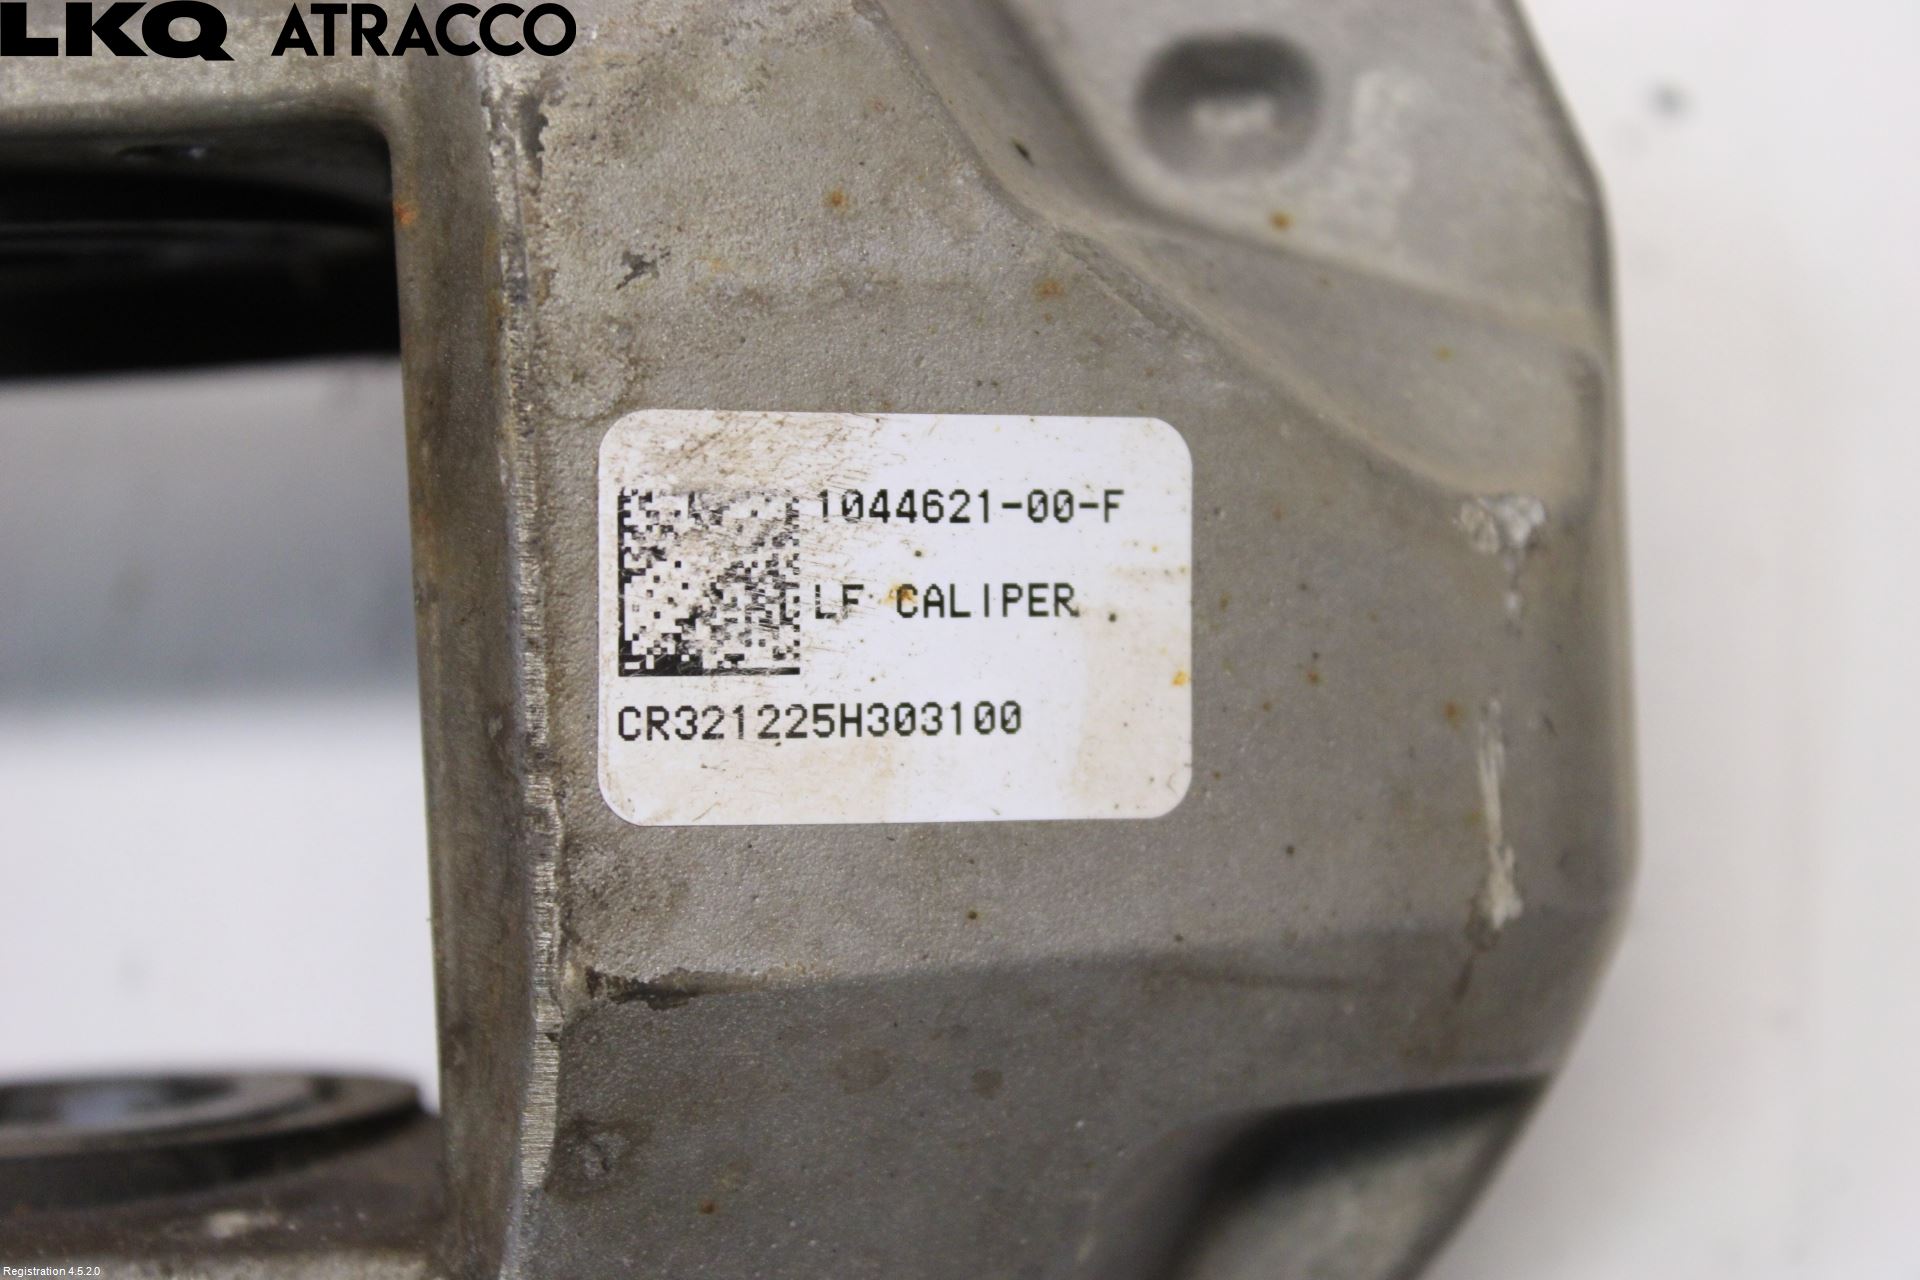 LKQ ATRACCO
1044621-00-F
LF CALIPER
CR321225H303100
Registration 4.5.2.0